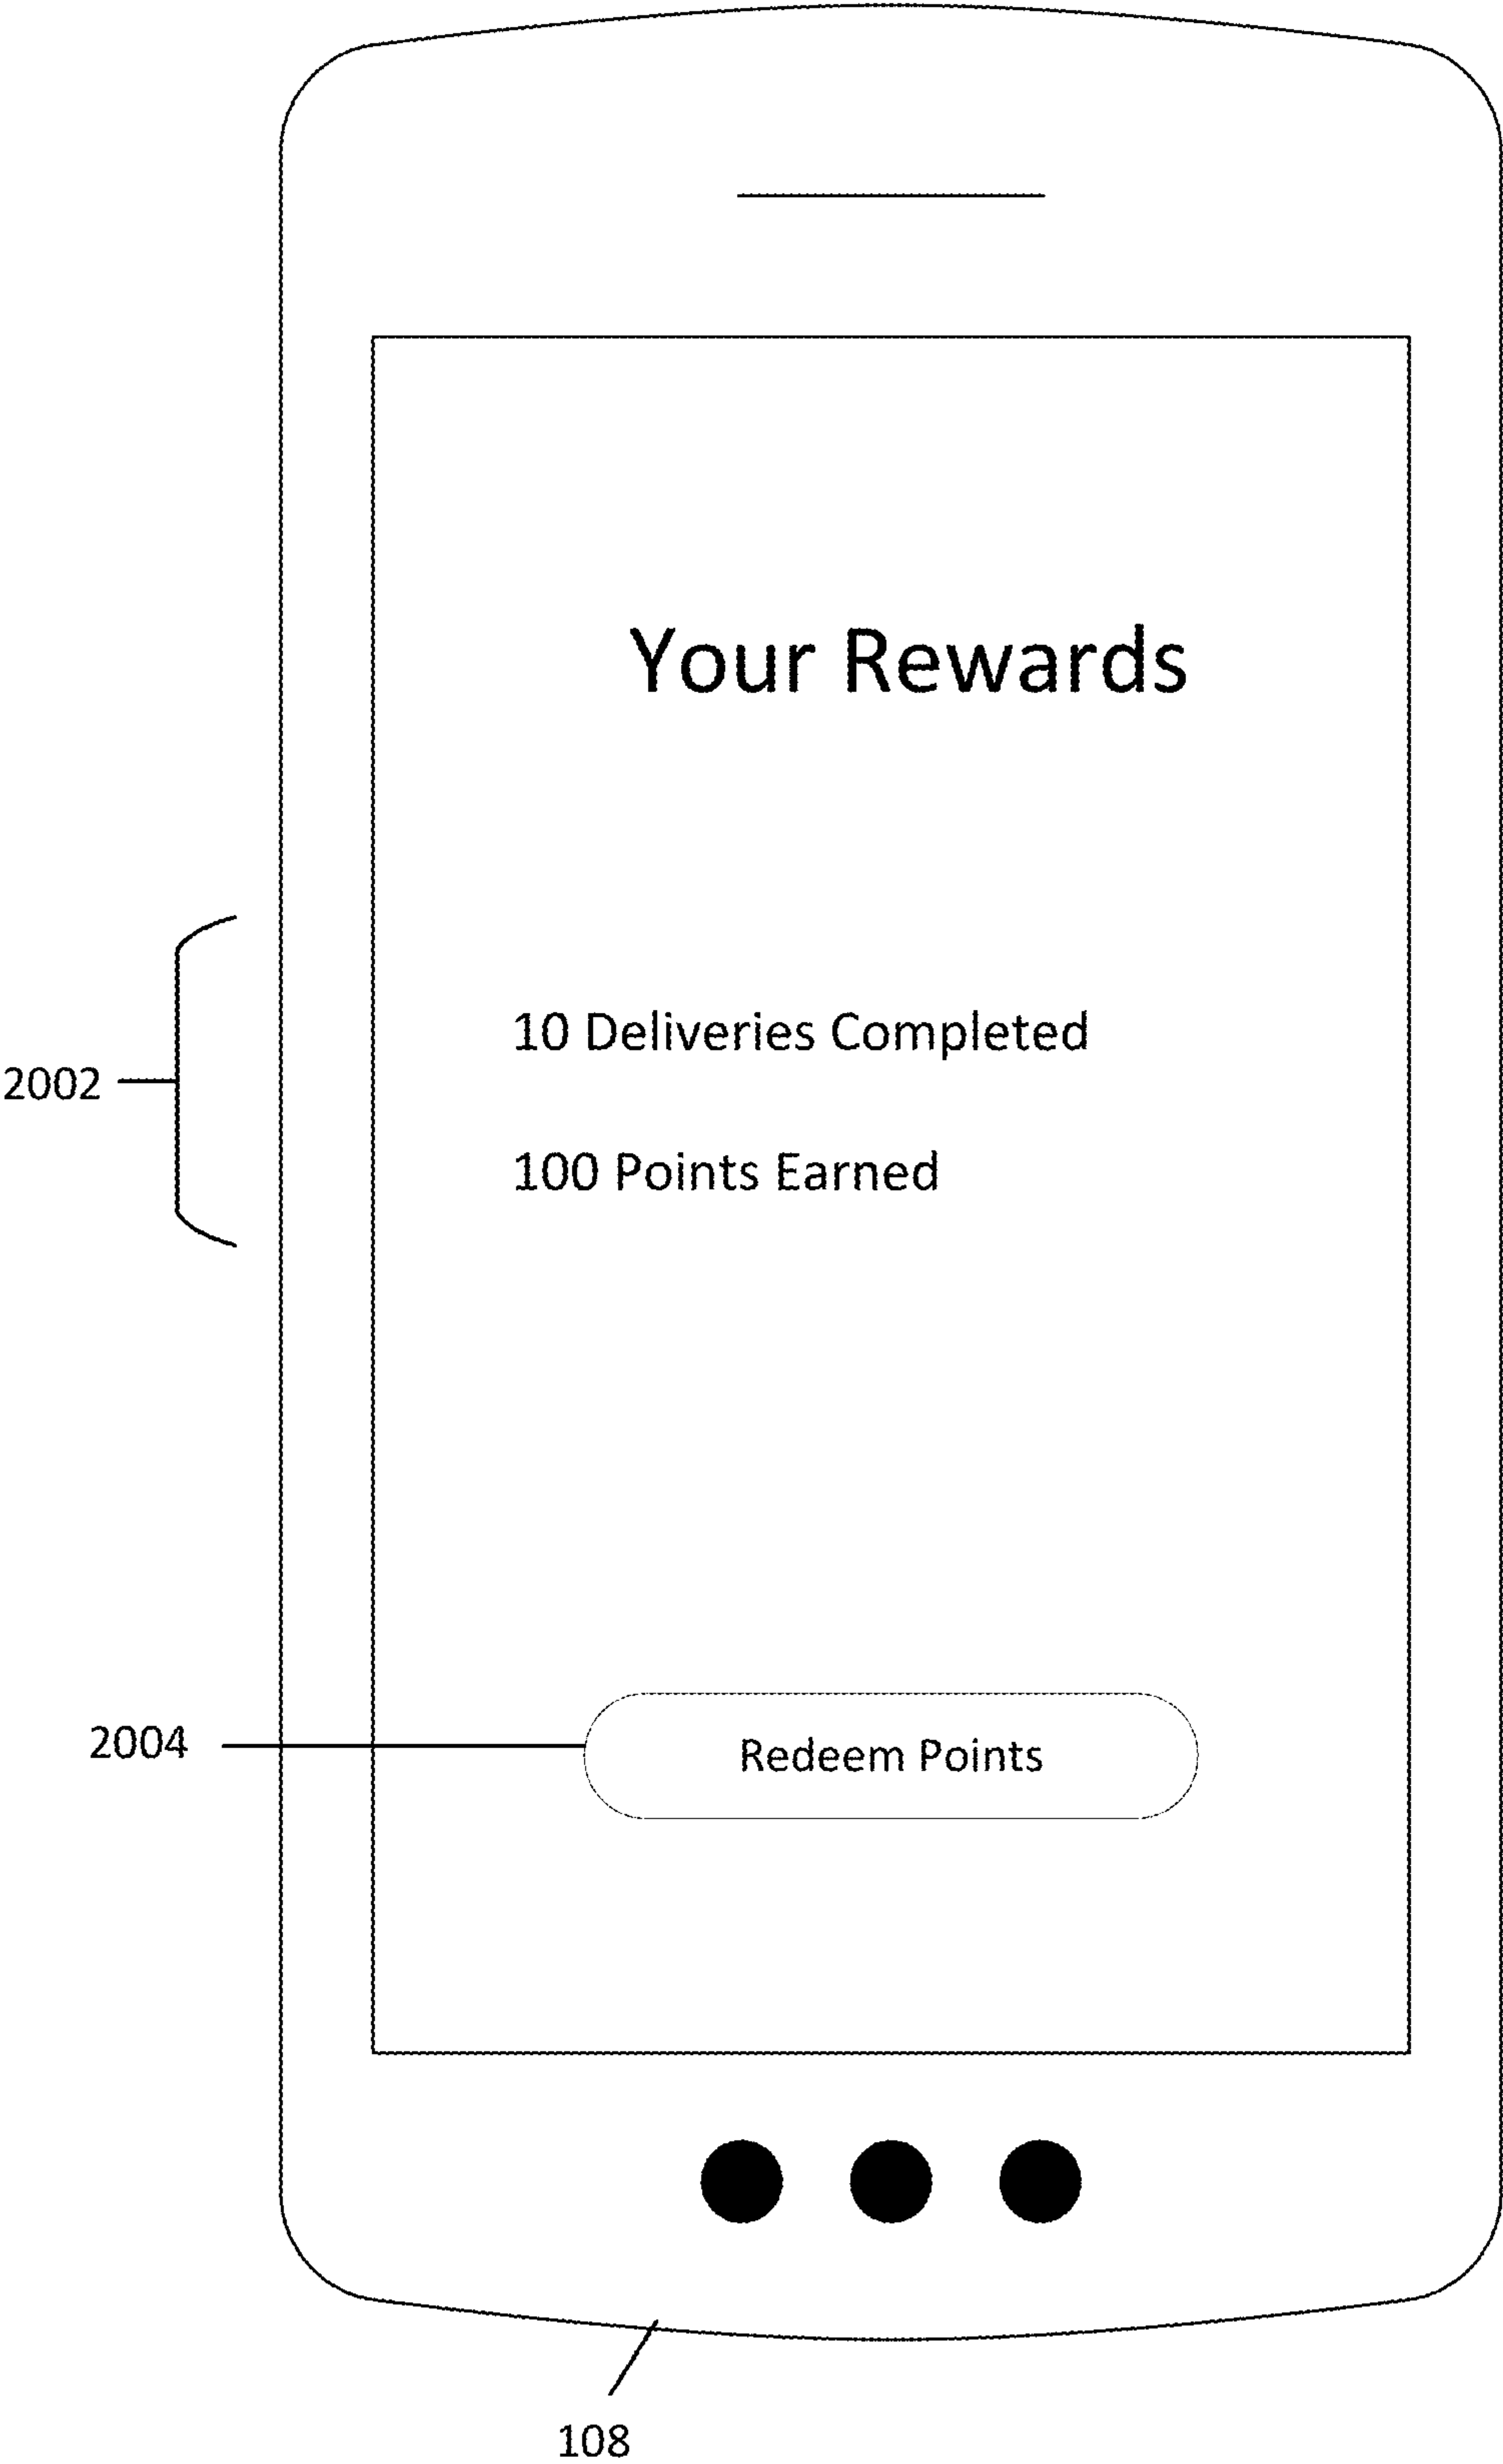 Your Rewards
10 Deliveries Completed
2002
100 Points Earned
2004
Redeem Points
108